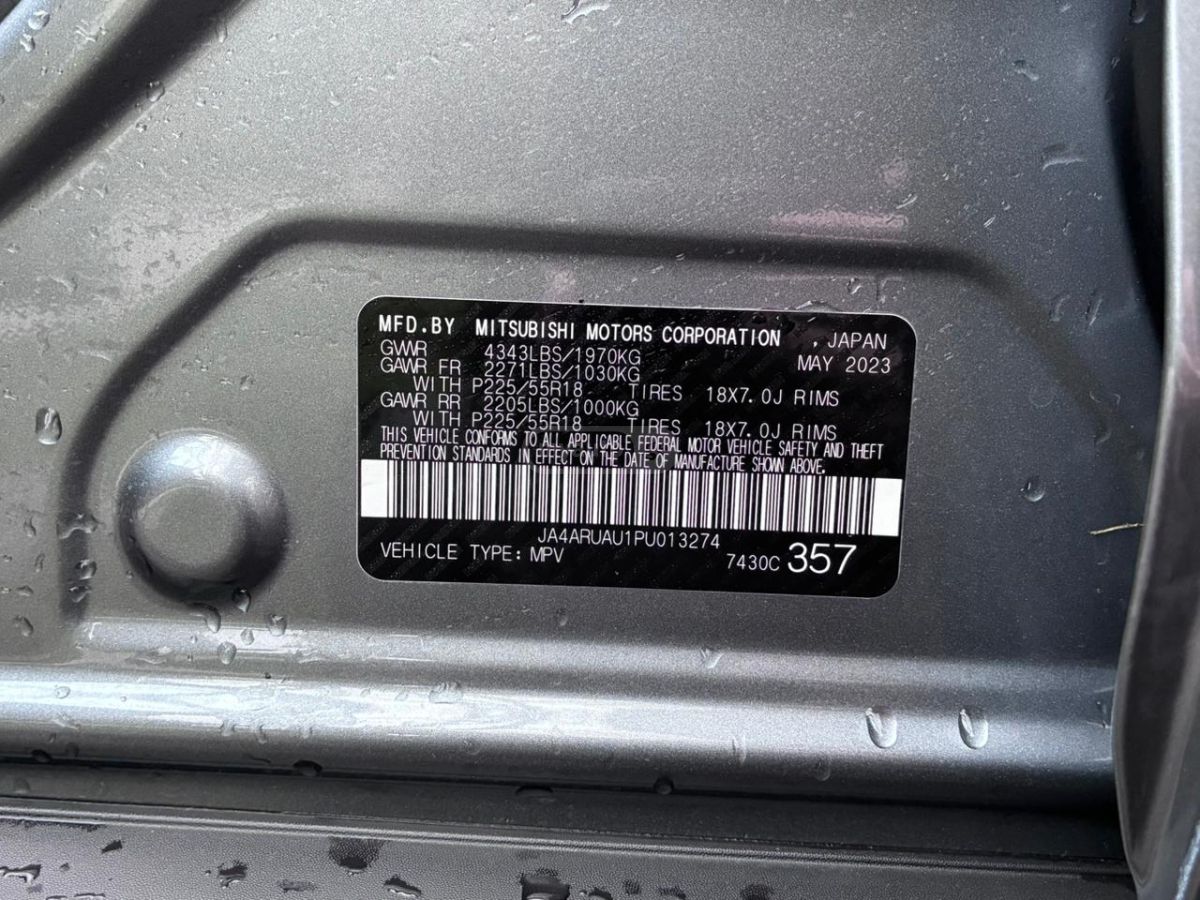 MFD.BY MITSUBISHI MOTORS CORPORATION , JAPAN
GVWR 4343LBS/1970KG MAY 2023
GAWR FR 2271LBS/1030KG
WITH P225/55R18 TIRES 18X7.0J RIMS
GAWR RR 2205LBS/1000KG
WITH P225/55R18 TIRES 18X7.0J RIMS
THIS VEHICLE CONFORMS TO ALL APPLICABLE FEDERAL MOTOR VEHICLE SAFETY AND THEFT
PREVENTION STANDARDS IN EFFECT ON THE DATE OF MANUFACTURE SHOWN ABOVE.
JA4ARUAU1PU013274
VEHICLE TYPE: MPV 7430C 357